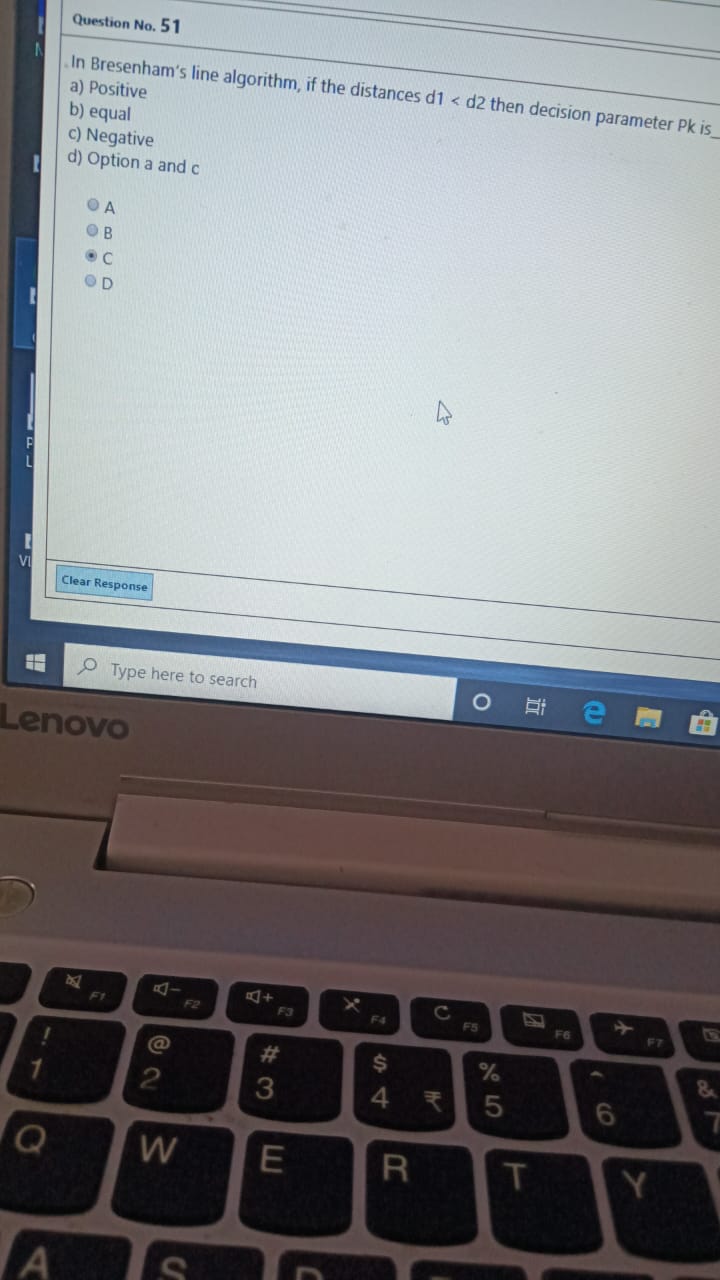 Question No. 51
In Bresenham's line algorithm, if the distances d1 < d2 then decision parameter Pk is_
a) Positive
b) equal
c) Negative
d) Option a and c
A
B
C
D
Clear Response
Type here to search
Lenovo
F1
F2
F3
F4
C F5
F6
F7
! 1
@ 2
# 3
$ 4 ₹
% 5
^ 6
& 7
Q W E R T Y
A S D